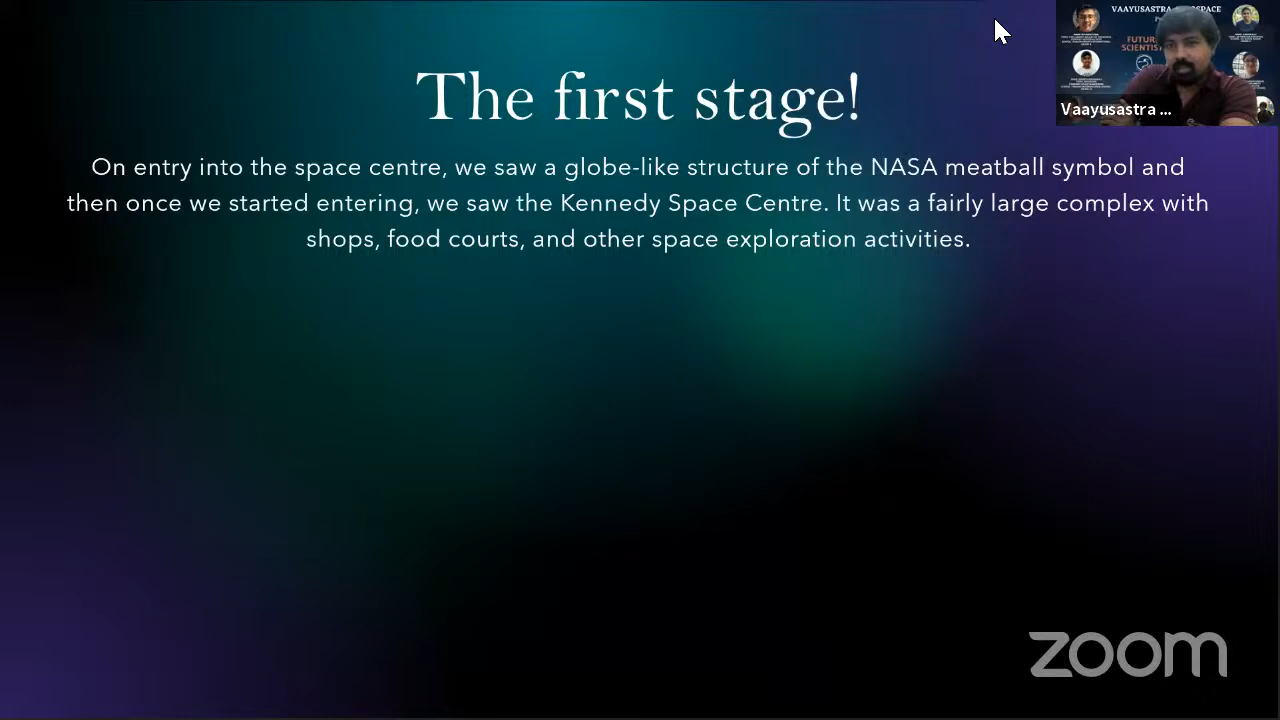 The first stage!
On entry into the space centre, we saw a globe-like structure of the NASA meatball symbol and
then once we started entering, we saw the Kennedy Space Centre. It was a fairly large complex with
shops, food courts, and other space exploration activities.
Vaayusastra ...
zoom